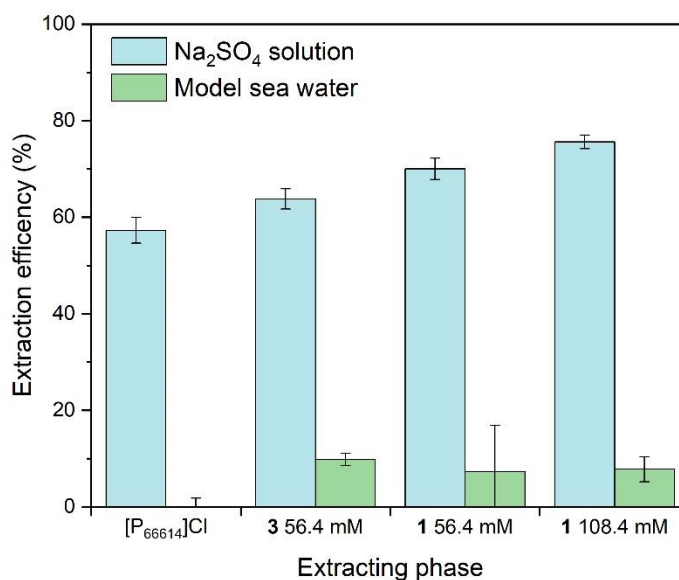 100
80
60
40
20
0
Extraction efficency (%)
Na₂SO₄ solution
Model sea water
[P₆₆₆₁₄]Cl
3 56.4 mM
1 56.4 mM
1 108.4 mM
Extracting phase